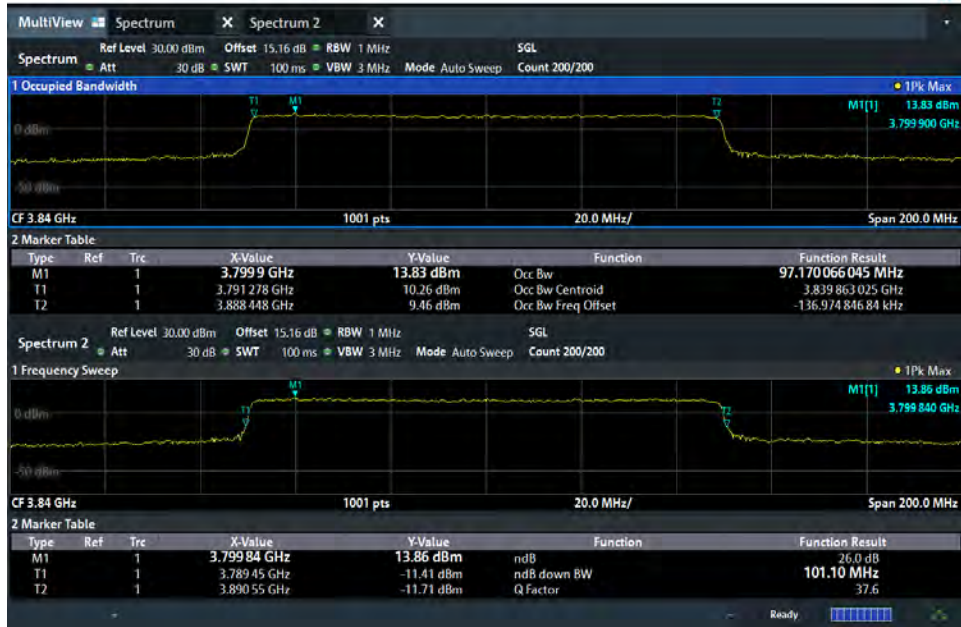 MultiView Spectrum X Spectrum 2 X
Spectrum Ref Level 30.00 dBm Offset 15.16 dB RBW 1 MHz SGL
Att 30 dB SWT 100 ms VBW 3 MHz Mode Auto Sweep Count 200/200
1 Occupied Bandwidth 1Pk Max
T1 M1 T2 M1[1] 13.83 dBm
3.799 900 GHz
0 dBm
-50 dBm
CF 3.84 GHz 1001 pts 20.0 MHz/ Span 200.0 MHz
2 Marker Table
Type Ref Trc X-Value Y-Value Function Function Result
M1 1 3.7999 GHz 13.83 dBm Occ Bw 97.170 066 045 MHz
T1 1 3.791 278 GHz 10.26 dBm Occ Bw Centroid 3.839 863 025 GHz
T2 1 3.888 448 GHz 9.46 dBm Occ Bw Freq Offset -136.974 846 84 kHz
Spectrum 2 Ref Level 30.00 dBm Offset 15.16 dB RBW 1 MHz SGL
Att 30 dB SWT 100 ms VBW 3 MHz Mode Auto Sweep Count 200/200
1 Frequency Sweep 1Pk Max
M1 M1[1] 13.86 dBm
3.799 840 GHz
0 dBm T1 T2
-50 dBm
CF 3.84 GHz 1001 pts 20.0 MHz/ Span 200.0 MHz
2 Marker Table
Type Ref Trc X-Value Y-Value Function Function Result
M1 1 3.799 84 GHz 13.86 dBm ndB 26.0 dB
T1 1 3.789 45 GHz -11.41 dBm ndB down BW 101.10 MHz
T2 1 3.890 55 GHz -11.71 dBm Q Factor 37.6
Ready